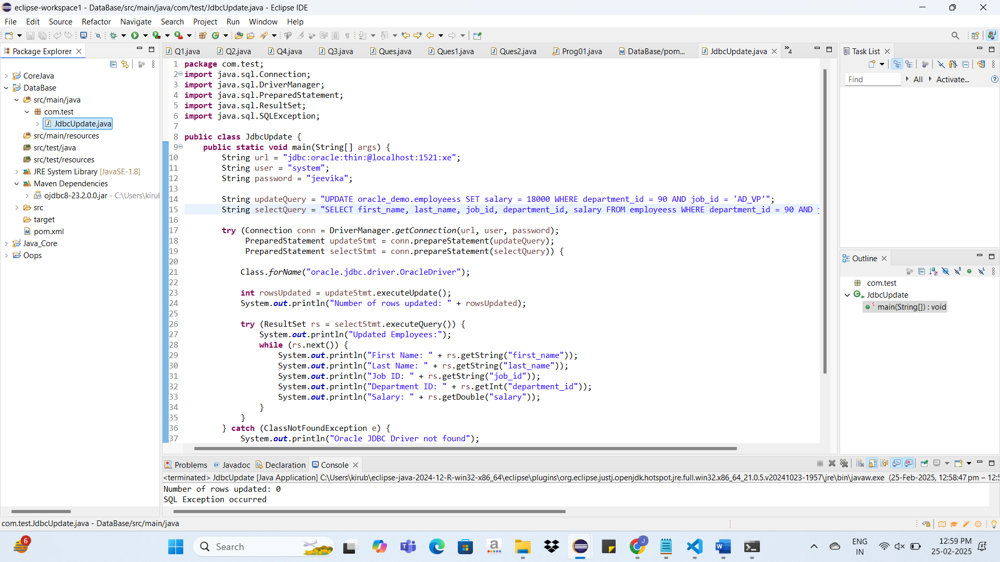 eclipse-workspace1 - DataBase/src/main/java/com/test/JdbcUpdate.java - Eclipse IDE
File Edit Source Refactor Navigate Search Project Run Window Help
Package Explorer
Q1.java Q2.java Q4.java Q3.java Ques.java Ques1.java Ques2.java Prog01.java DataBase/pom... JdbcUpdate.java 4
CoreJava
DataBase
src/main/java
com.test
JdbcUpdate.java
src/main/resources
src/test/java
src/test/resources
JRE System Library [JavaSE-1.8]
Maven Dependencies
ojdbc8-23.2.0.0.jar - C:\Users\kiru
src
target
pom.xml
Java_Core
Oops
1 package com.test;
2 import java.sql.Connection;
3 import java.sql.DriverManager;
4 import java.sql.PreparedStatement;
5 import java.sql.ResultSet;
6 import java.sql.SQLException;
7
8 public class JdbcUpdate {
9 public static void main(String[] args) {
10 String url = "jdbc:oracle:thin:@localhost:1521:xe";
11 String user = "system";
12 String password = "jeevika";
13
14 String updateQuery = "UPDATE oracle_demo.employeess SET salary = 18000 WHERE department_id = 90 AND job_id = 'AD_VP'";
15 String selectQuery = "SELECT first_name, last_name, job_id, department_id, salary FROM employeess WHERE department_id = 90 AND
16
17 try (Connection conn = DriverManager.getConnection(url, user, password);
18 PreparedStatement updateStmt = conn.prepareStatement(updateQuery);
19 PreparedStatement selectStmt = conn.prepareStatement(selectQuery)) {
20
21 Class.forName("oracle.jdbc.driver.OracleDriver");
22
23 int rowsUpdated = updateStmt.executeUpdate();
24 System.out.println("Number of rows updated: " + rowsUpdated);
25
26 try (ResultSet rs = selectStmt.executeQuery()) {
27 System.out.println("Updated Employees:");
28 while (rs.next()) {
29 System.out.println("First Name: " + rs.getString("first_name"));
30 System.out.println("Last Name: " + rs.getString("last_name"));
31 System.out.println("Job ID: " + rs.getString("job_id"));
32 System.out.println("Department ID: " + rs.getInt("department_id"));
33 System.out.println("Salary: " + rs.getDouble("salary"));
34 }
35 }
36 } catch (ClassNotFoundException e) {
37 System.out.println("Oracle JDBC Driver not found");
Task List
Find All Activate...
Outline
com.test
JdbcUpdate
main(String[]) : void
Problems Javadoc Declaration Console
<terminated> JdbcUpdate [Java Application] C:\Users\kirub\eclipse-java-2024-12-R-win32-x86_64\eclipse\plugins\org.eclipse.justj.openjdk.hotspot.jre.full.win32.x86_64_21.0.5.v20241023-1957\jre\bin\javaw.exe (25-Feb-2025, 12:58:47 pm – 12:5
Number of rows updated: 0
SQL Exception occurred
com.test.JdbcUpdate.java - DataBase/src/main/java
6
Search
ENG
IN
12:59 PM
25-02-2025